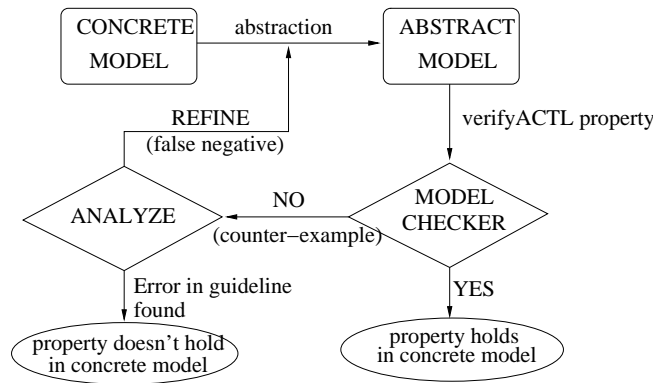 CONCRETE
MODEL
abstraction
ABSTRACT
MODEL
REFINE
(false negative)
verifyACTL property
ANALYZE
NO
(counter−example)
MODEL
CHECKER
Error in guideline
found
YES
property doesn't hold
in concrete model
property holds
in concrete model